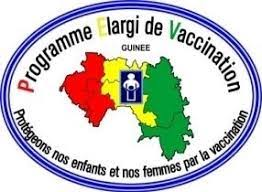 Programme Elargi de Vaccination
GUINEE
Protégeons nos enfants et nos femmes par la vaccination